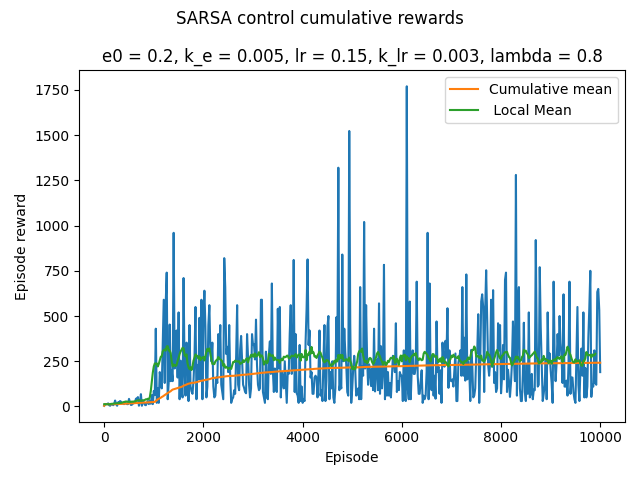 SARSA control cumulative rewards
e0 = 0.2, k_e = 0.005, lr = 0.15, k_lr = 0.003, lambda = 0.8
Cumulative mean
Local Mean
Episode reward
1750
1500
1250
1000
750
500
250
0
0 2000 4000 6000 8000 10000
Episode